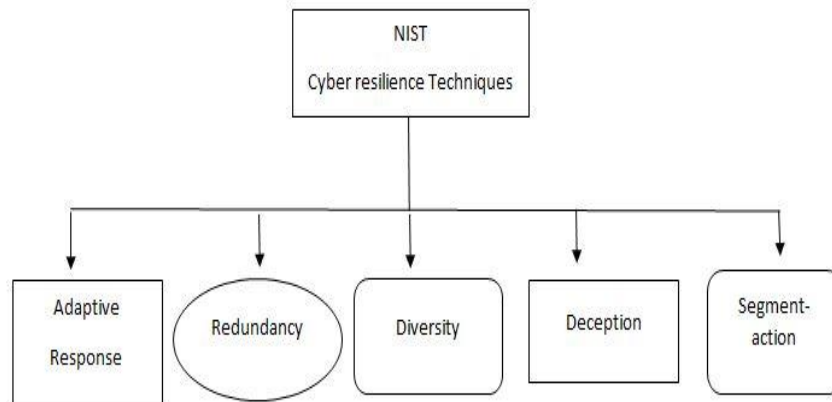 NIST
Cyber resilience Techniques
Adaptive
Response
Redundancy
Diversity
Deception
Segment-
action